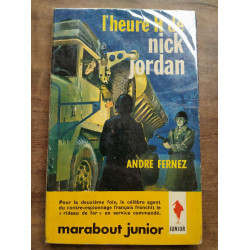 l'heure H de
nick
jordan
ANDRE FERNEZ
Pour la deuxième fois, le célèbre agent
du contre-espionnage français franchit le
« rideau de fer » en service commandé.
JUNIOR
marabout junior